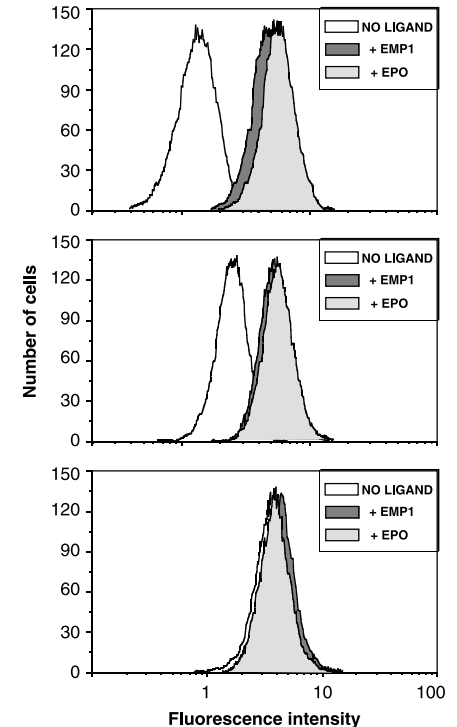 150
120
90
60
30
0
NO LIGAND
+ EMP1
+ EPO
150
120
90
60
30
0
NO LIGAND
+ EMP1
+ EPO
150
120
90
60
30
0
NO LIGAND
+ EMP1
+ EPO
Number of cells
1 10 100
Fluorescence intensity